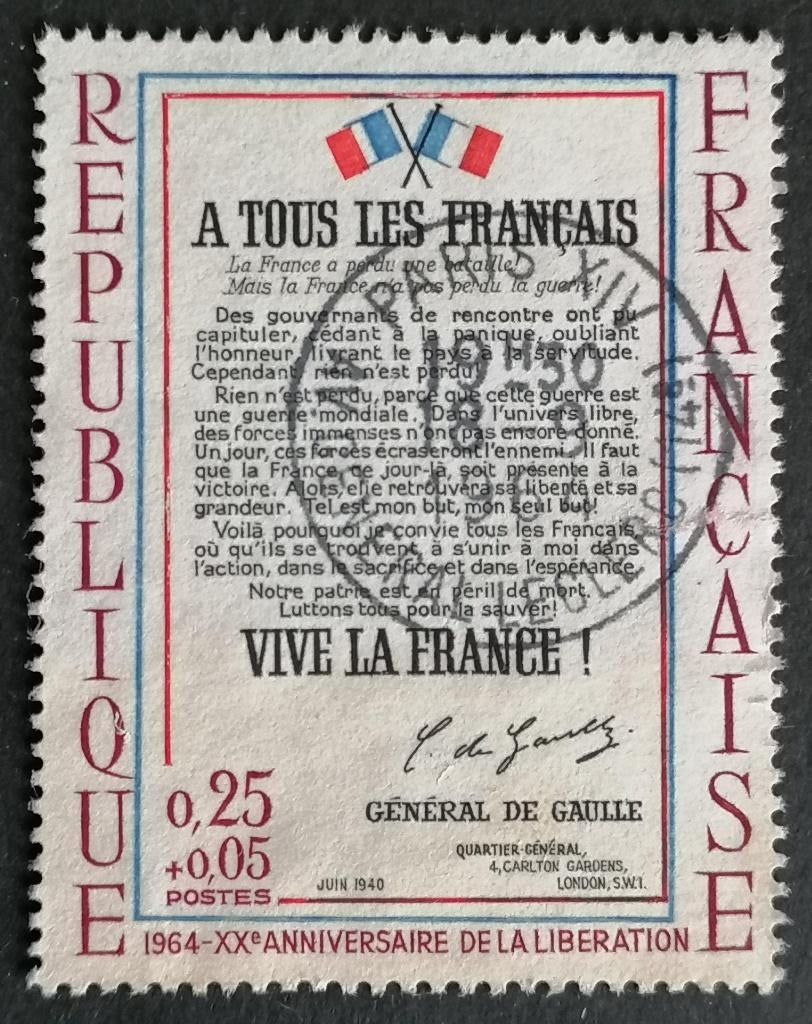 REPUBLIQUE
FRANÇAISE
A TOUS LES FRANÇAIS
La France a perdu une bataille!
Mais la France n'a pas perdu la guerre!
Des gouvernants de rencontre ont pu
capituler, cédant à la panique, oubliant
l'honneur, livrant le pays à la servitude.
Cependant, rien n'est perdu!
Rien n'est perdu, parce que cette guerre est
une guerre mondiale. Dans l'univers libre,
des forces immenses n'ont pas encore donné.
Un jour, ces forces écraseront l'ennemi. Il faut
que la France, ce jour-là, soit présente à la
victoire. Alors, elle retrouvera sa liberté et sa
grandeur. Tel est mon but, mon seul but!
Voilà pourquoi je convie tous les Français,
où qu'ils se trouvent, à s'unir à moi dans
l'action, dans le sacrifice et dans l'espérance.
Notre patrie est en péril de mort.
Luttons tous pour la sauver!
VIVE LA FRANCE !
C. de Gaulle.
GÉNÉRAL DE GAULLE
0,25
+0,05
POSTES
QUARTIER-GÉNÉRAL,
4, CARLTON GARDENS,
LONDON, S.W.1.
JUIN 1940
1964-XXe ANNIVERSAIRE DE LA LIBERATION
PARIS XIV
19H30
18-9
GENERAL LECLERC (14e)